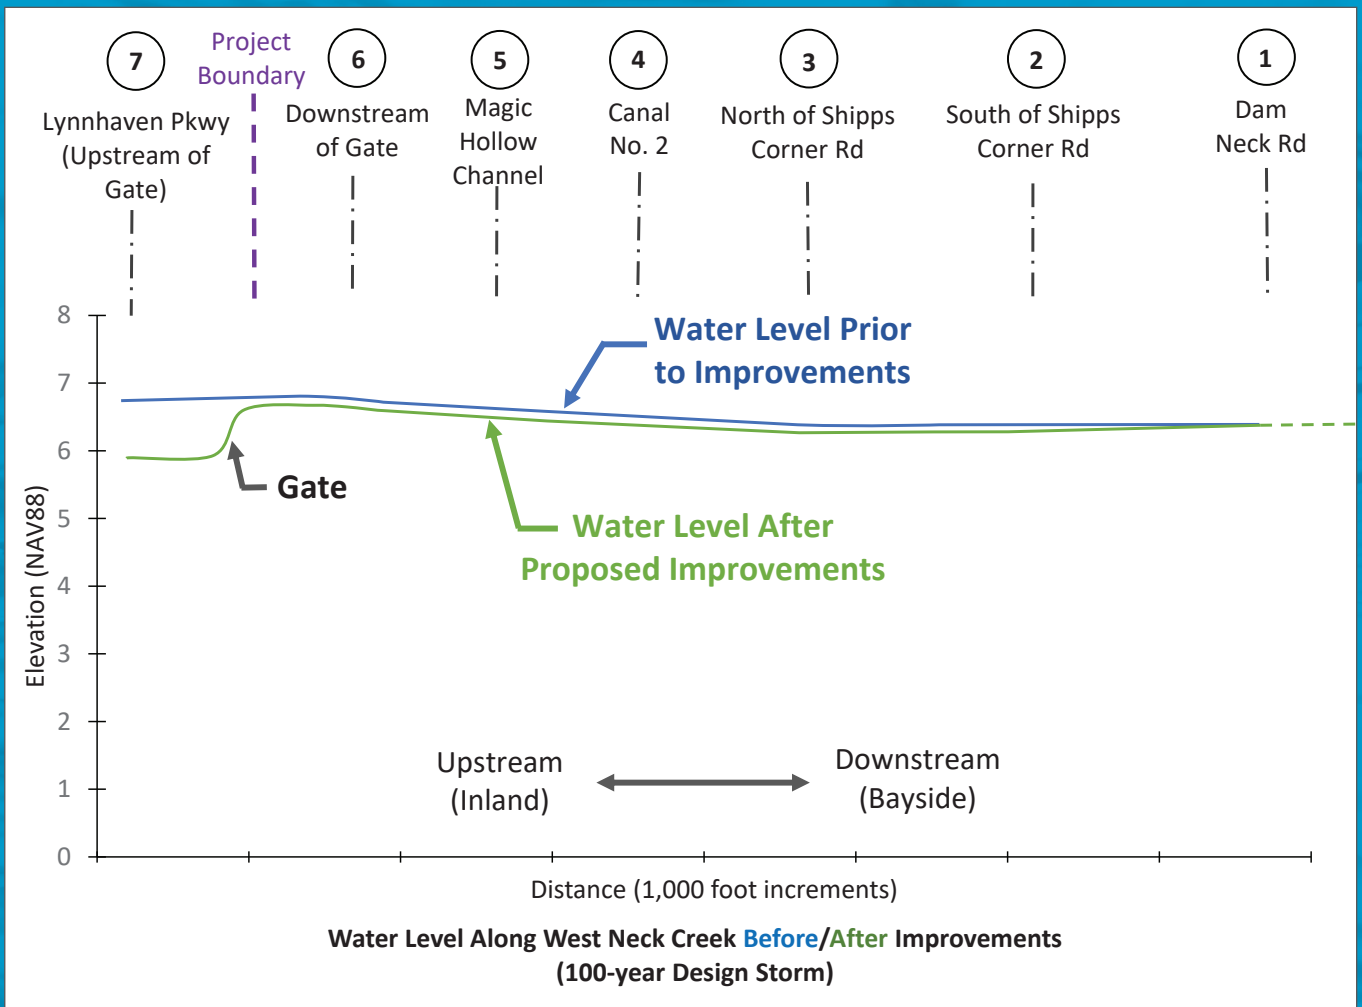 7
Lynnhaven Pkwy
(Upstream of
Gate)
Project
Boundary
6
Downstream
of Gate
5
Magic
Hollow
Channel
4
Canal
No. 2
3
North of Shipps
Corner Rd
2
South of Shipps
Corner Rd
1
Dam
Neck Rd
8
7
6
5
4
3
2
1
0
Elevation (NAV88)
Water Level Prior
to Improvements
Gate
Water Level After
Proposed Improvements
Upstream
(Inland)
Downstream
(Bayside)
Distance (1,000 foot increments)
Water Level Along West Neck Creek Before/After Improvements
(100-year Design Storm)